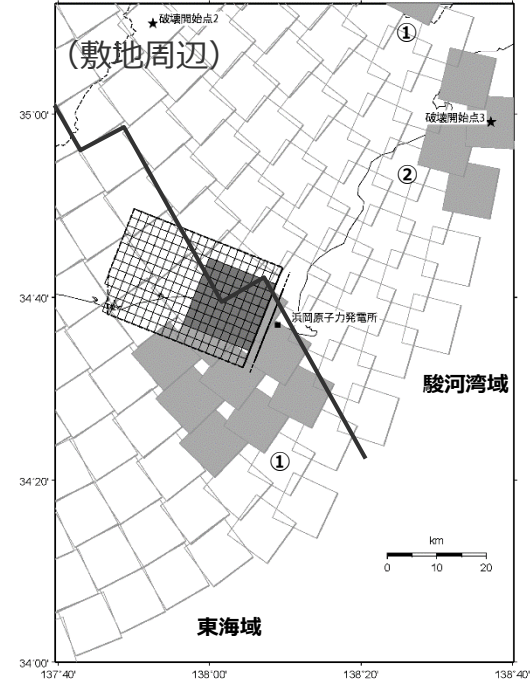 ★破壊開始点2
（敷地周辺）
①
35°00'
破壊開始点3★
②
34°40'
浜岡原子力発電所
駿河湾域
34°20'
①
km
0 10 20
東海域
34°00'
137°40' 138°00' 138°20' 138°40'